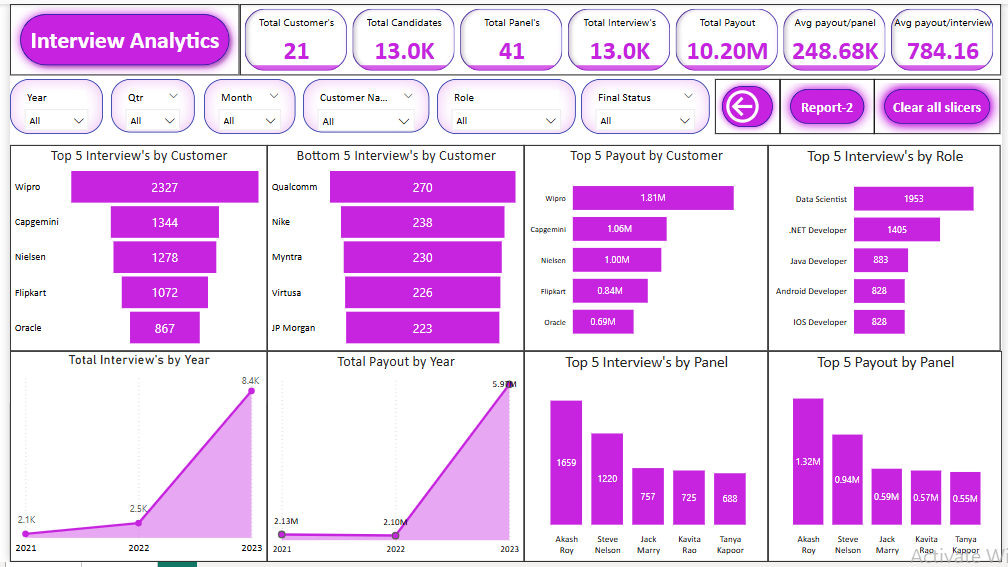 Interview Analytics
Total Customer's
21
Total Candidates
13.0K
Total Panel's
41
Total Interview's
13.0K
Total Payout
10.20M
Avg payout/panel
248.68K
Avg payout/interview
784.16
Year
All
Qtr
All
Month
All
Customer Na...
All
Role
All
Final Status
All
Report-2
Clear all slicers
Top 5 Interview's by Customer
Wipro 2327
Capgemini 1344
Nielsen 1278
Flipkart 1072
Oracle 867
Bottom 5 Interview's by Customer
Qualcomm 270
Nike 238
Myntra 230
Virtusa 226
JP Morgan 223
Top 5 Payout by Customer
Wipro 1.81M
Capgemini 1.06M
Nielsen 1.00M
Flipkart 0.84M
Oracle 0.69M
Top 5 Interview's by Role
Data Scientist 1953
.NET Developer 1405
Java Developer 883
Android Developer 828
IOS Developer 828
Total Interview's by Year
8.4K
2.5K
2.1K
2021 2022 2023
Total Payout by Year
5.97M
2.13M 2.10M
2021 2022 2023
Top 5 Interview's by Panel
1659 1220 757 725 688
Akash Steve Jack Kavita Tanya
Roy Nelson Marry Rao Kapoor
Top 5 Payout by Panel
1.32M 0.94M 0.59M 0.57M 0.55M
Akash Steve Jack Kavita Tanya
Roy Nelson Marry Rao Kapoor
Activate Wi